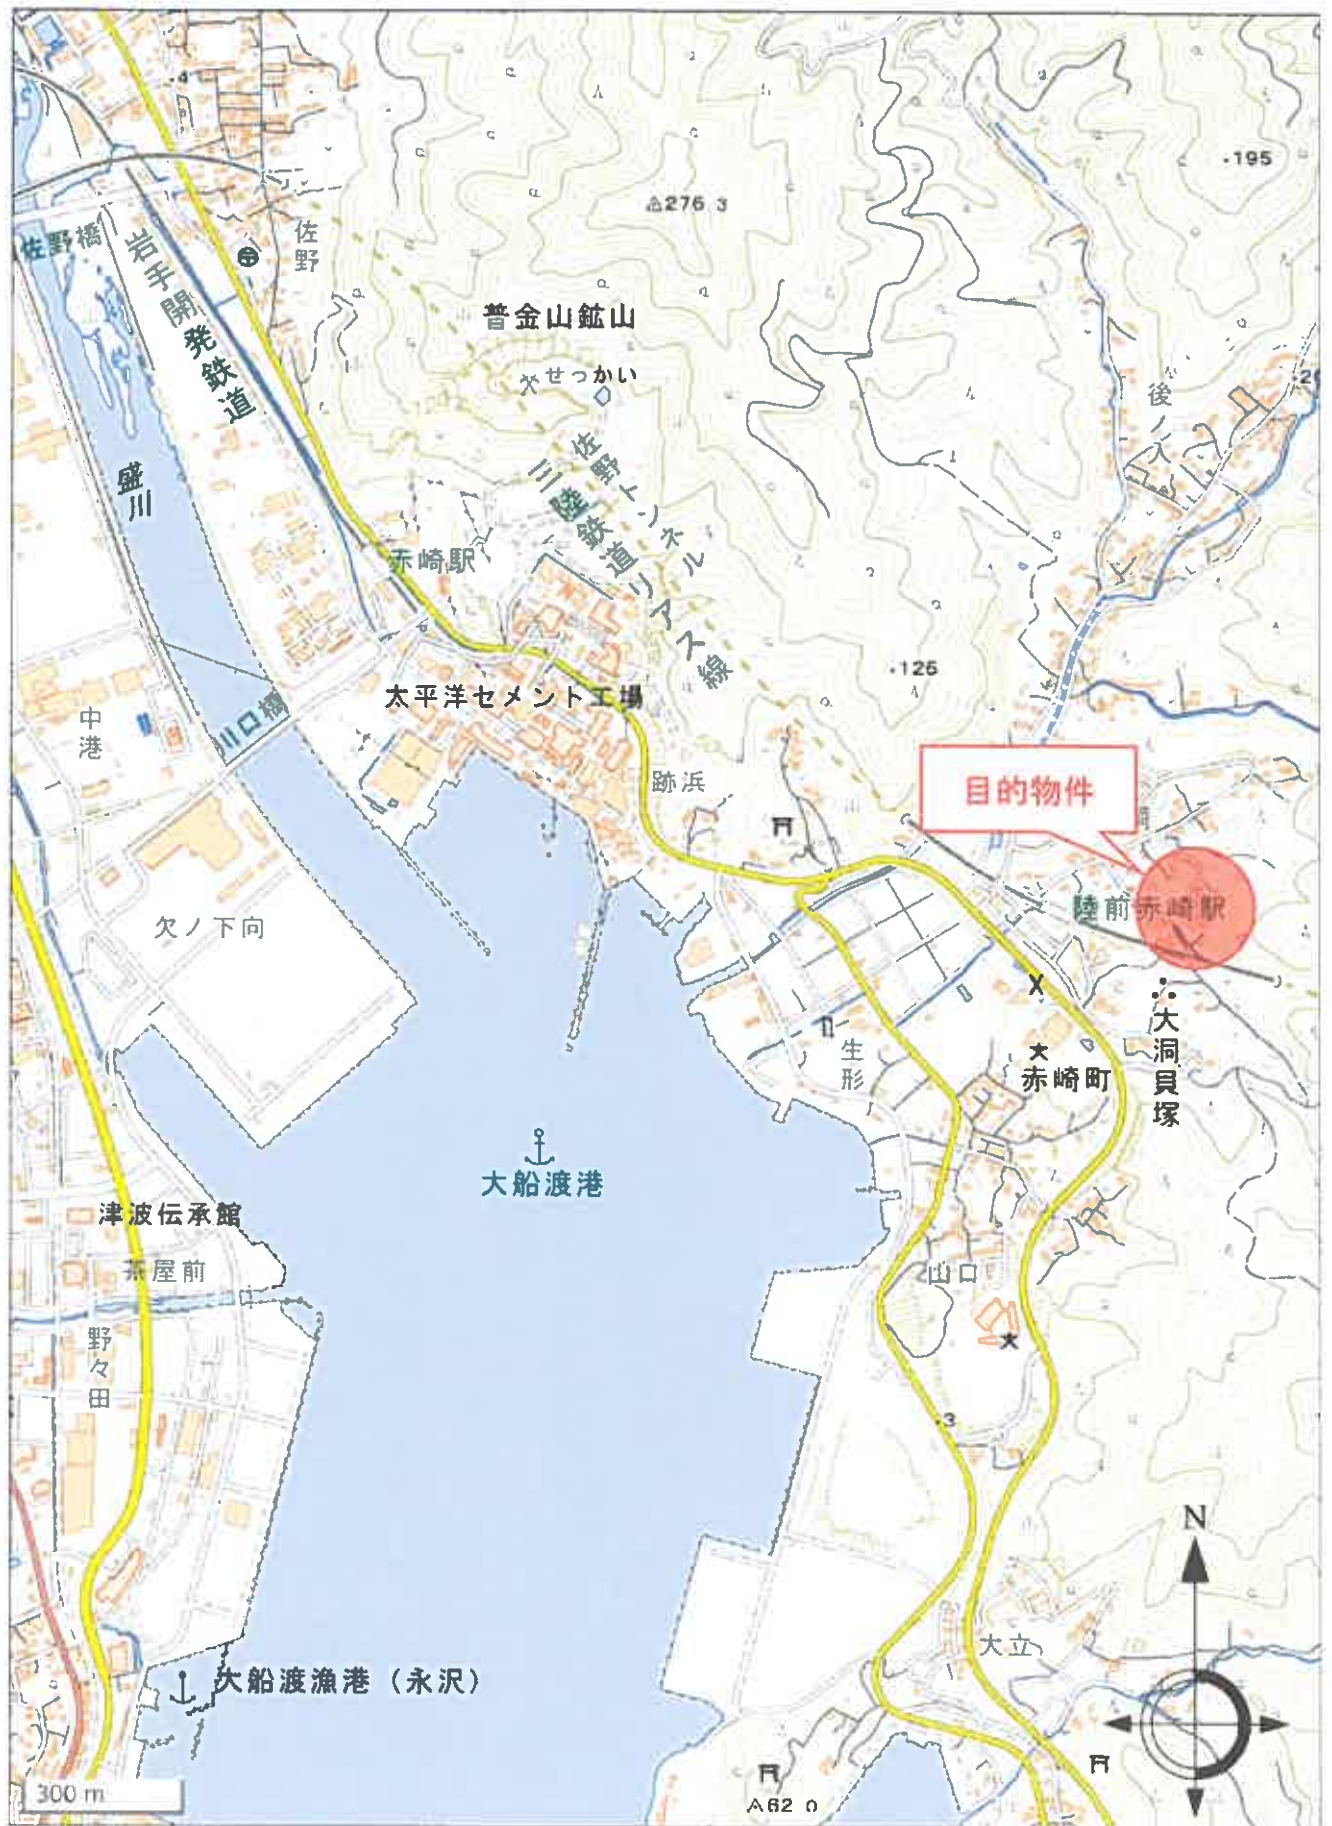 ・4
・195
△276.3
佐野橋
岩手開発鉄道
佐野
普金山鉱山
せっかい
後ノ入
盛川
佐野トンネル
三陸鉄道リアス線
赤崎駅
・126
太平洋セメント工場
中港
川口橋
跡浜
目的物件
陸前赤崎駅
欠ノ下向
大洞貝塚
生形
赤崎町
大船渡港
津波伝承館
茶屋前
山口
野々田
・3
N
大立
大船渡漁港（永沢）
300 m
△62.0